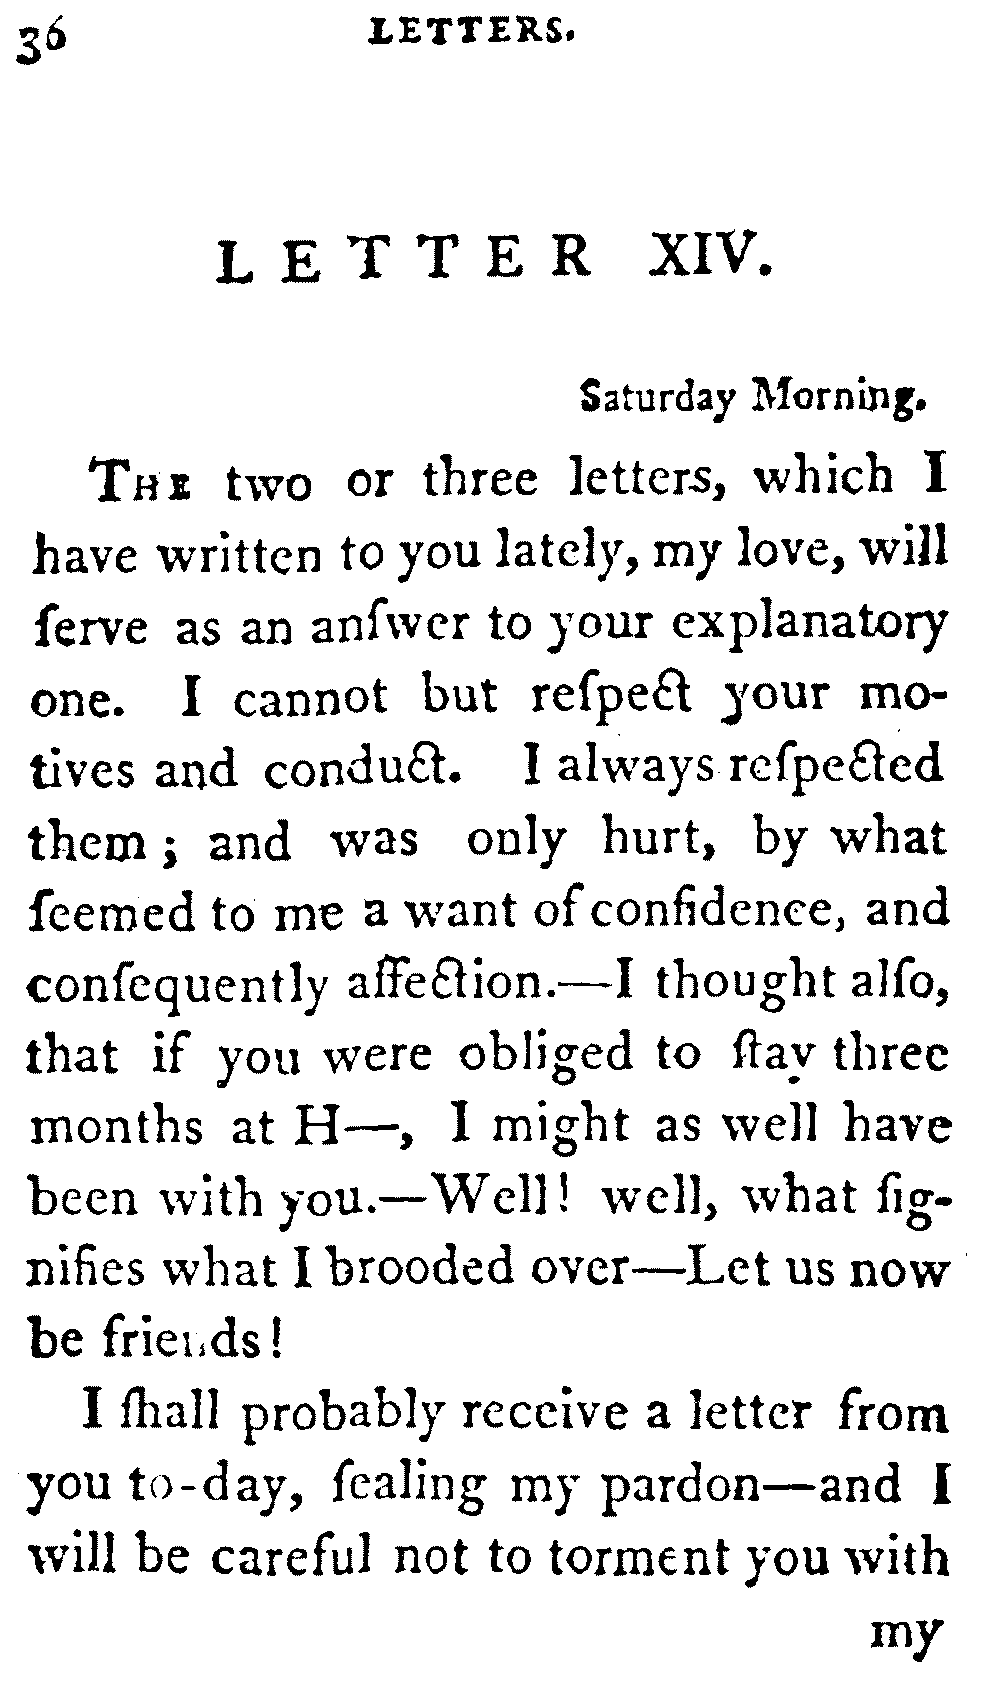 36 LETTERS.
LETTER XIV.
Saturday Morning.
THE two or three letters, which I
have written to you lately, my love, will
ſerve as an anſwer to your explanatory
one. I cannot but reſpect your mo-
tives and conduct. I always reſpected
them; and was only hurt, by what
ſeemed to me a want of confidence, and
conſequently affection.—I thought alſo,
that if you were obliged to ſtay three
months at H—, I might as well have
been with you.—Well! well, what ſig-
nifies what I brooded over—Let us now
be friends!
I ſhall probably receive a letter from
you to-day, ſealing my pardon—and I
will be careful not to torment you with
my